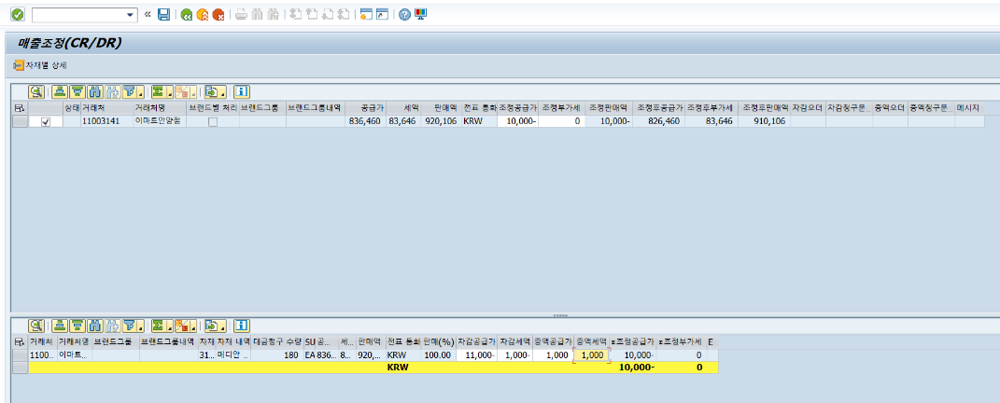 매출조정(CR/DR)
자재별 상세
상태 거래처 거래처명 브랜드별 처리 브랜드그룹 브랜드그룹내역 공급가 세액 판매액 전표 통화 조정공급가 조정부가세 조정판매액 조정후공급가 조정후부가세 조정후판매액 차감오더 차감청구문... 증액오더 증액청구문... 메시지
11003141 이마트안양점 836,460 83,646 920,106 KRW 10,000- 0 10,000- 826,460 83,646 910,106
거래처 거래처명 브랜드그룹 브랜드그룹내역 자재 자재 내역 대금청구 수량 SU 공... 세... 판매액 전표 통화 판매(%) 차감공급가 차감세액 증액공급가 증액세액 조정공급가 조정부가세 E
1100... 이마트... 31... 메디안 ... 180 EA 836... 8... 920,... KRW 100.00 11,000- 1,000- 1,000 1,000 10,000- 0
KRW 10,000- 0